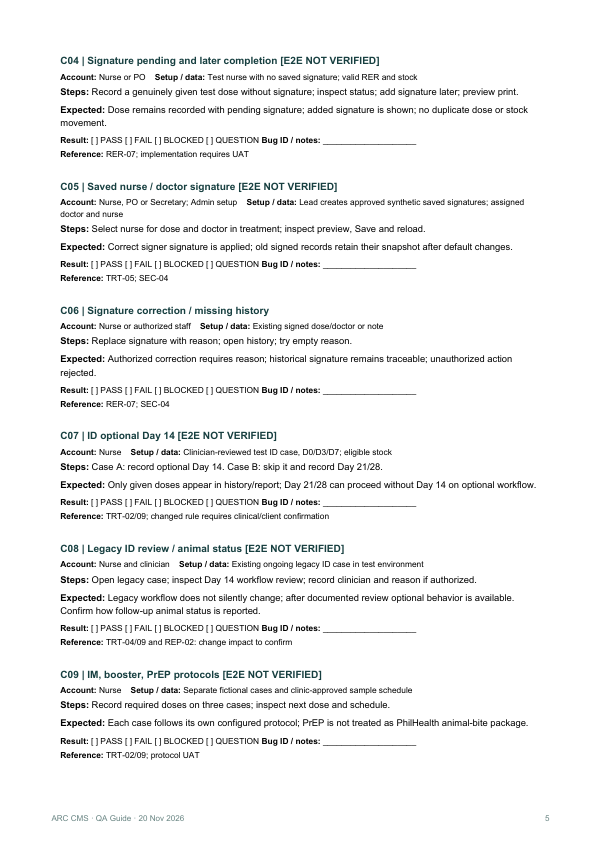 C04 | Signature pending and later completion [E2E NOT VERIFIED]
Account: Nurse or PO Setup / data: Test nurse with no saved signature; valid RER and stock
Steps: Record a genuinely given test dose without signature; inspect status; add signature later; preview print.
Expected: Dose remains recorded with pending signature; added signature is shown; no duplicate dose or stock
movement.
Result: [ ] PASS [ ] FAIL [ ] BLOCKED [ ] QUESTION Bug ID / notes: ____________________
Reference: RER-07; implementation requires UAT
C05 | Saved nurse / doctor signature [E2E NOT VERIFIED]
Account: Nurse, PO or Secretary; Admin setup Setup / data: Lead creates approved synthetic saved signatures; assigned
doctor and nurse
Steps: Select nurse for dose and doctor in treatment; inspect preview, Save and reload.
Expected: Correct signer signature is applied; old signed records retain their snapshot after default changes.
Result: [ ] PASS [ ] FAIL [ ] BLOCKED [ ] QUESTION Bug ID / notes: ____________________
Reference: TRT-05; SEC-04
C06 | Signature correction / missing history
Account: Nurse or authorized staff Setup / data: Existing signed dose/doctor or note
Steps: Replace signature with reason; open history; try empty reason.
Expected: Authorized correction requires reason; historical signature remains traceable; unauthorized action
rejected.
Result: [ ] PASS [ ] FAIL [ ] BLOCKED [ ] QUESTION Bug ID / notes: ____________________
Reference: RER-07; SEC-04
C07 | ID optional Day 14 [E2E NOT VERIFIED]
Account: Nurse Setup / data: Clinician-reviewed test ID case, D0/D3/D7; eligible stock
Steps: Case A: record optional Day 14. Case B: skip it and record Day 21/28.
Expected: Only given doses appear in history/report; Day 21/28 can proceed without Day 14 on optional workflow.
Result: [ ] PASS [ ] FAIL [ ] BLOCKED [ ] QUESTION Bug ID / notes: ____________________
Reference: TRT-02/09; changed rule requires clinical/client confirmation
C08 | Legacy ID review / animal status [E2E NOT VERIFIED]
Account: Nurse and clinician Setup / data: Existing ongoing legacy ID case in test environment
Steps: Open legacy case; inspect Day 14 workflow review; record clinician and reason if authorized.
Expected: Legacy workflow does not silently change; after documented review optional behavior is available.
Confirm how follow-up animal status is reported.
Result: [ ] PASS [ ] FAIL [ ] BLOCKED [ ] QUESTION Bug ID / notes: ____________________
Reference: TRT-04/09 and REP-02: change impact to confirm
C09 | IM, booster, PrEP protocols [E2E NOT VERIFIED]
Account: Nurse Setup / data: Separate fictional cases and clinic-approved sample schedule
Steps: Record required doses on three cases; inspect next dose and schedule.
Expected: Each case follows its own configured protocol; PrEP is not treated as PhilHealth animal-bite package.
Result: [ ] PASS [ ] FAIL [ ] BLOCKED [ ] QUESTION Bug ID / notes: ____________________
Reference: TRT-02/09; protocol UAT
ARC CMS · QA Guide · 20 Nov 2026 5